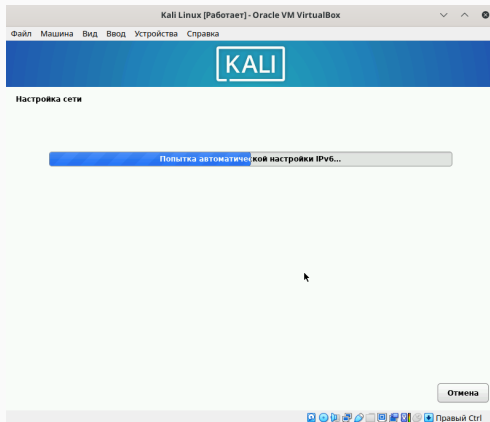 Kali Linux [Работает] - Oracle VM VirtualBox
Файл Машина Вид Ввод Устройства Справка
KALI
Настройка сети
Попытка автоматической настройки IPv6...
Отмена
Правый Ctrl